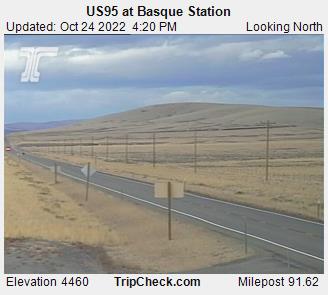 US95 at Basque Station
Updated: Oct 24 2022 4:20 PM Looking North
Elevation 4460 TripCheck.com Milepost 91.62